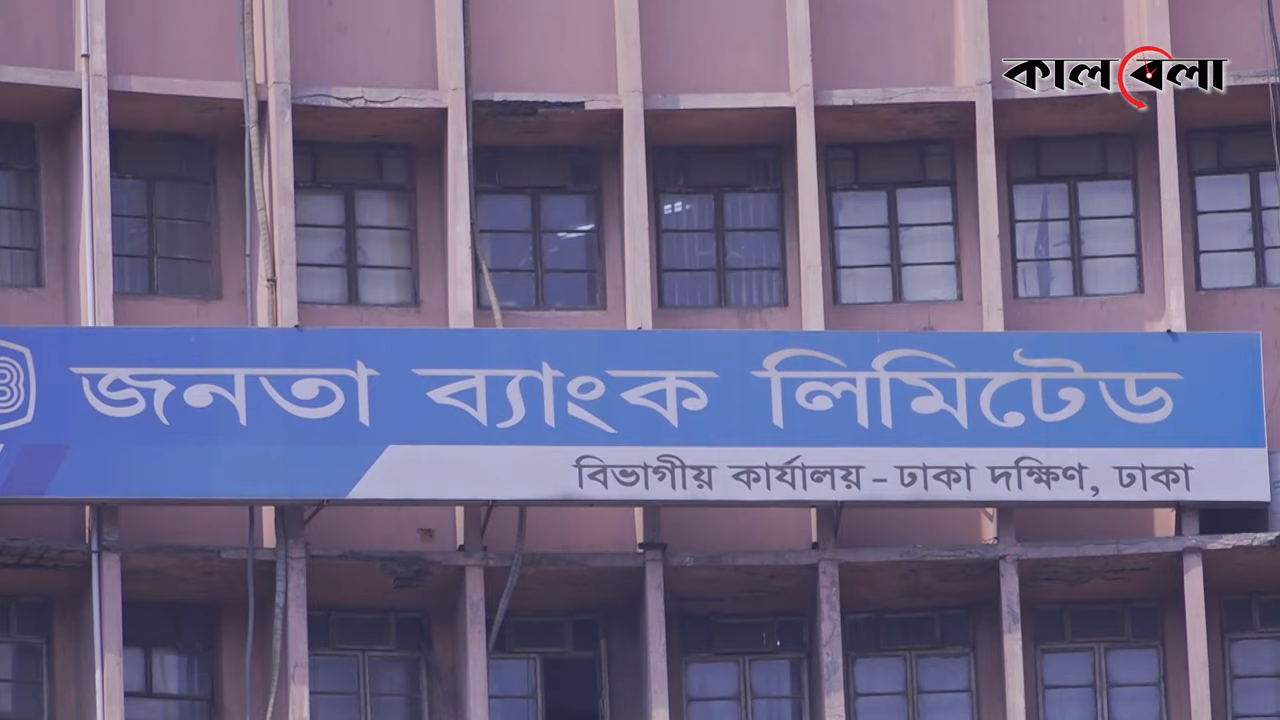 কালবেলা
জনতা ব্যাংক লিমিটেড
বিভাগীয় কার্যালয় - ঢাকা দক্ষিণ, ঢাকা